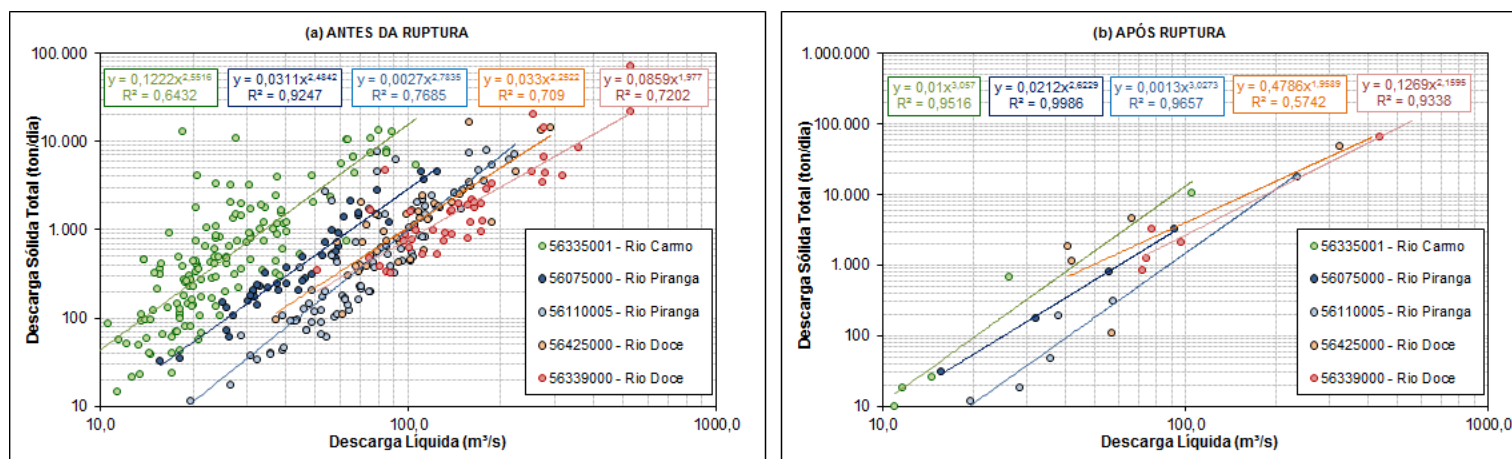 (a) ANTES DA RUPTURA
100.000
10.000
1.000
100
10
10,0
100,0
1000,0
Descarga Sólida Total (ton/dia)
Descarga Líquida (m³/s)
y = 0,1222x^2,5516
R² = 0,6432
y = 0,0311x^2,4842
R² = 0,9247
y = 0,0027x^2,7835
R² = 0,7685
y = 0,033x^2,2522
R² = 0,709
y = 0,0859x^1,977
R² = 0,7202
56335001 - Rio Carmo
56075000 - Rio Piranga
56110005 - Rio Piranga
56425000 - Rio Doce
56339000 - Rio Doce
(b) APÓS RUPTURA
1.000.000
100.000
10.000
1.000
100
10
10,0
100,0
1000,0
Descarga Sólida Total (ton/dia)
Descarga Líquida (m³/s)
y = 0,01x^3,057
R² = 0,9516
y = 0,0212x^2,6229
R² = 0,9986
y = 0,0013x^3,0273
R² = 0,9657
y = 0,4786x^1,9589
R² = 0,5742
y = 0,1269x^2,1595
R² = 0,9338
56335001 - Rio Carmo
56075000 - Rio Piranga
56110005 - Rio Piranga
56425000 - Rio Doce
56339000 - Rio Doce